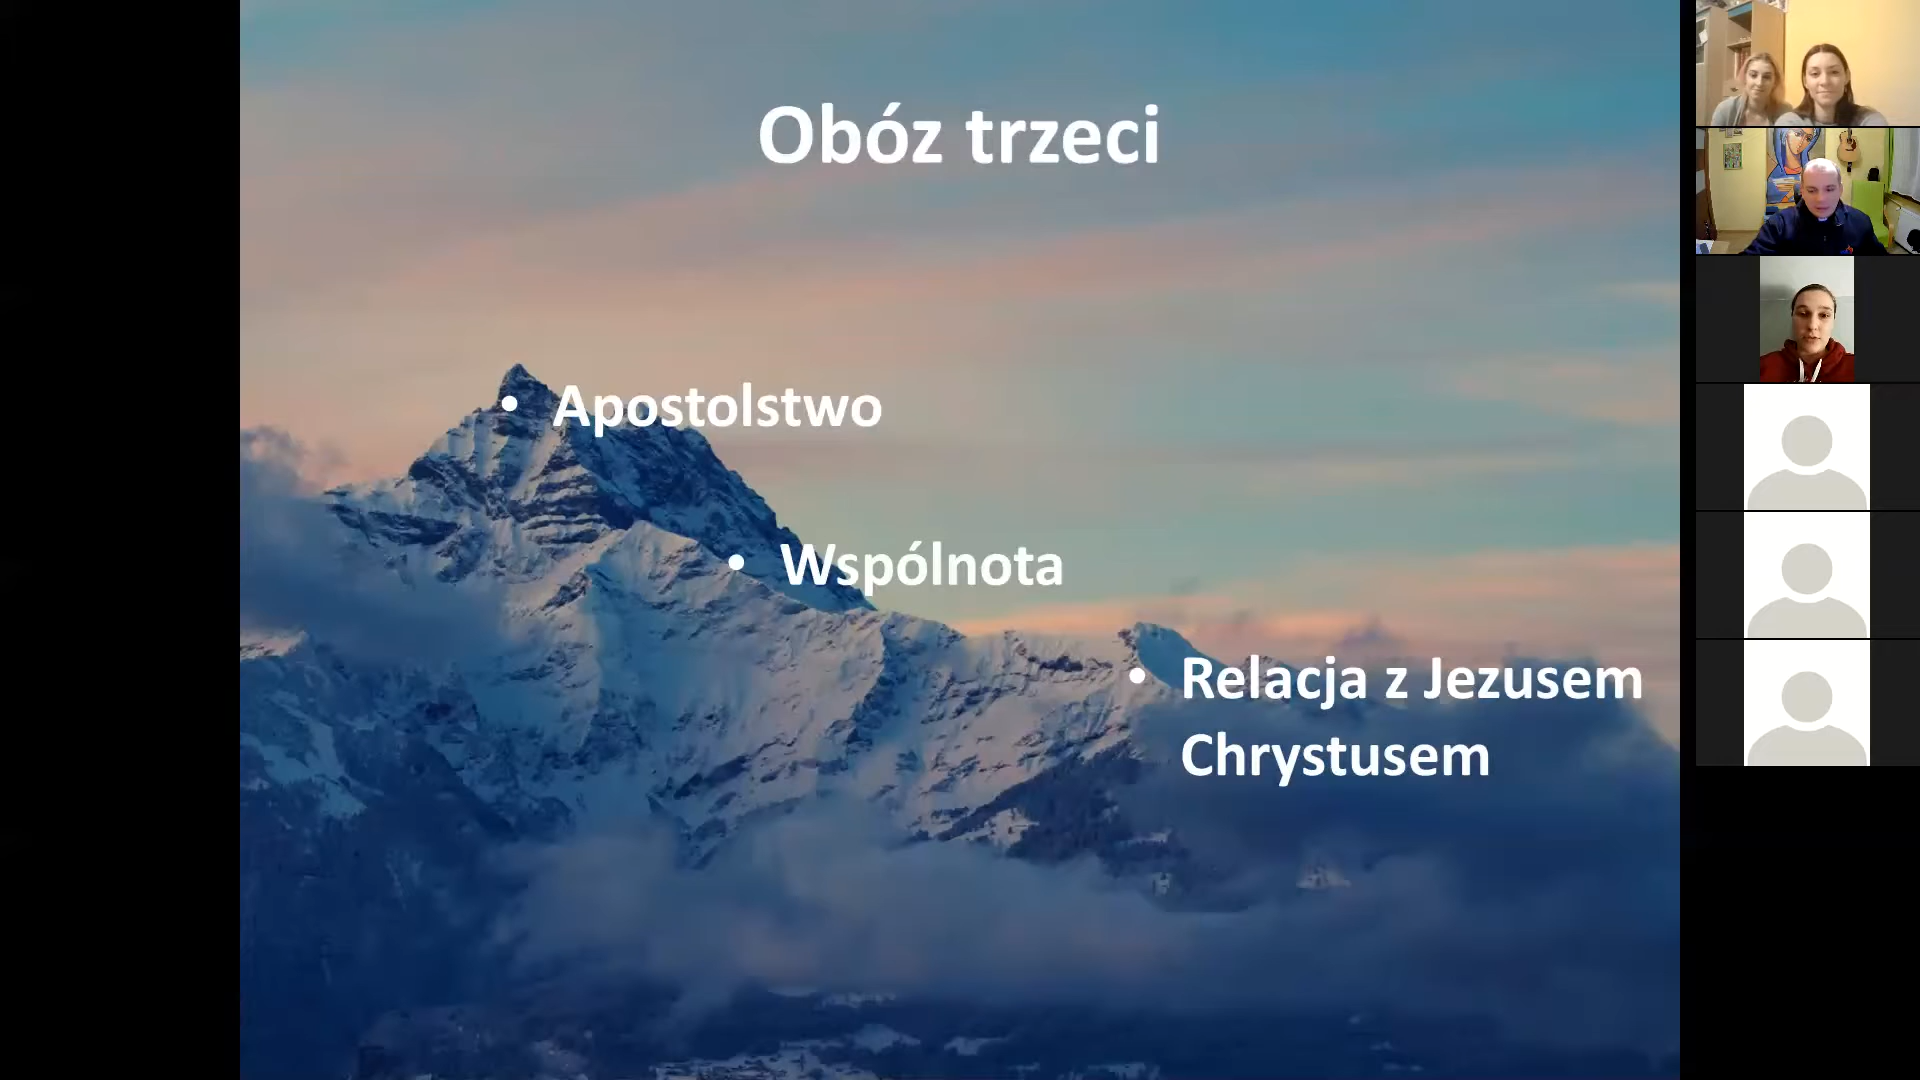 Obóz trzeci
• Apostolstwo
• Wspólnota
• Relacja z Jezusem
Chrystusem